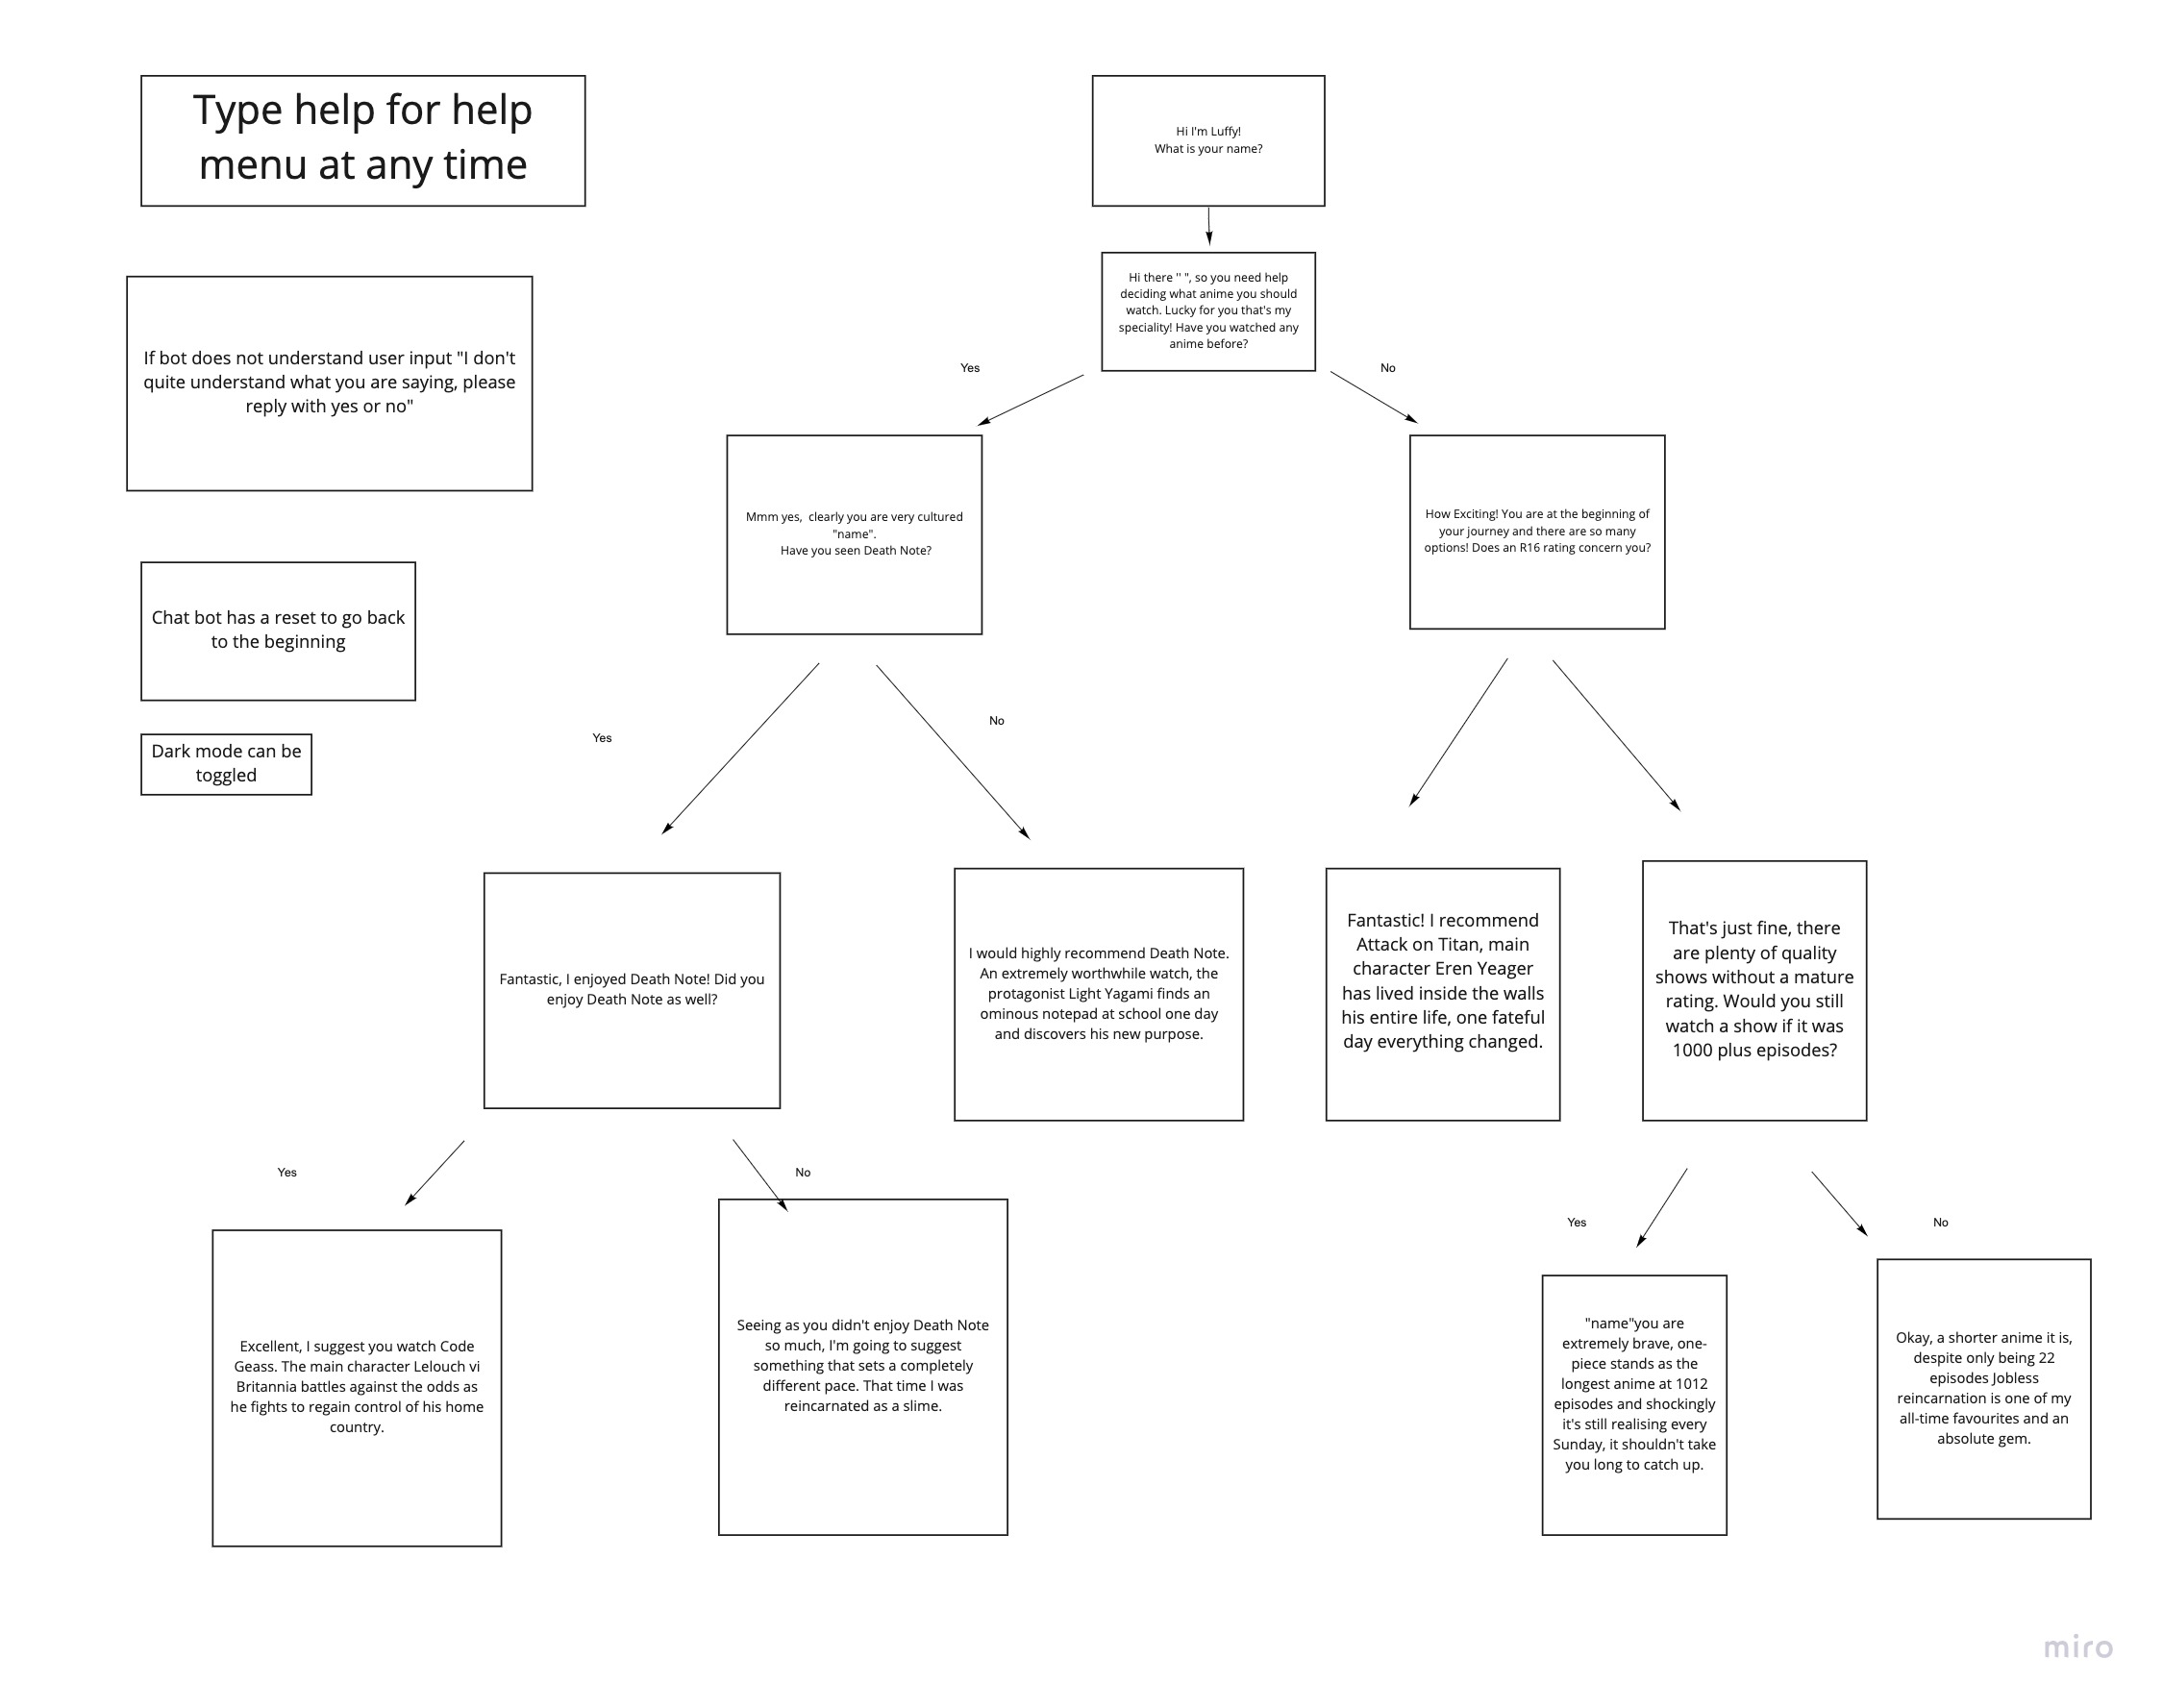 Type help for help
menu at any time
Hi I'm Luffy!
What is your name?
Hi there " ", so you need help
deciding what anime you should
watch. Lucky for you that's my
speciality! Have you watched any
anime before?
If bot does not understand user input "I don't
quite understand what you are saying, please
reply with yes or no"
Yes
No
Mmm yes,  clearly you are very cultured
"name".
Have you seen Death Note?
How Exciting! You are at the beginning of
your journey and there are so many
options! Does an R16 rating concern you?
Chat bot has a reset to go back
to the beginning
Dark mode can be
toggled
Yes
No
Fantastic, I enjoyed Death Note! Did you
enjoy Death Note as well?
I would highly recommend Death Note.
An extremely worthwhile watch, the
protagonist Light Yagami finds an
ominous notepad at school one day
and discovers his new purpose.
Fantastic! I recommend
Attack on Titan, main
character Eren Yeager
has lived inside the walls
his entire life, one fateful
day everything changed.
That's just fine, there
are plenty of quality
shows without a mature
rating. Would you still
watch a show if it was
1000 plus episodes?
Yes
No
Yes
No
Excellent, I suggest you watch Code
Geass. The main character Lelouch vi
Britannia battles against the odds as
he fights to regain control of his home
country.
Seeing as you didn't enjoy Death Note
so much, I'm going to suggest
something that sets a completely
different pace. That time I was
reincarnated as a slime.
"name"you are
extremely brave, one-
piece stands as the
longest anime at 1012
episodes and shockingly
it's still realising every
Sunday, it shouldn't take
you long to catch up.
Okay, a shorter anime it is,
despite only being 22
episodes Jobless
reincarnation is one of my
all-time favourites and an
absolute gem.
miro